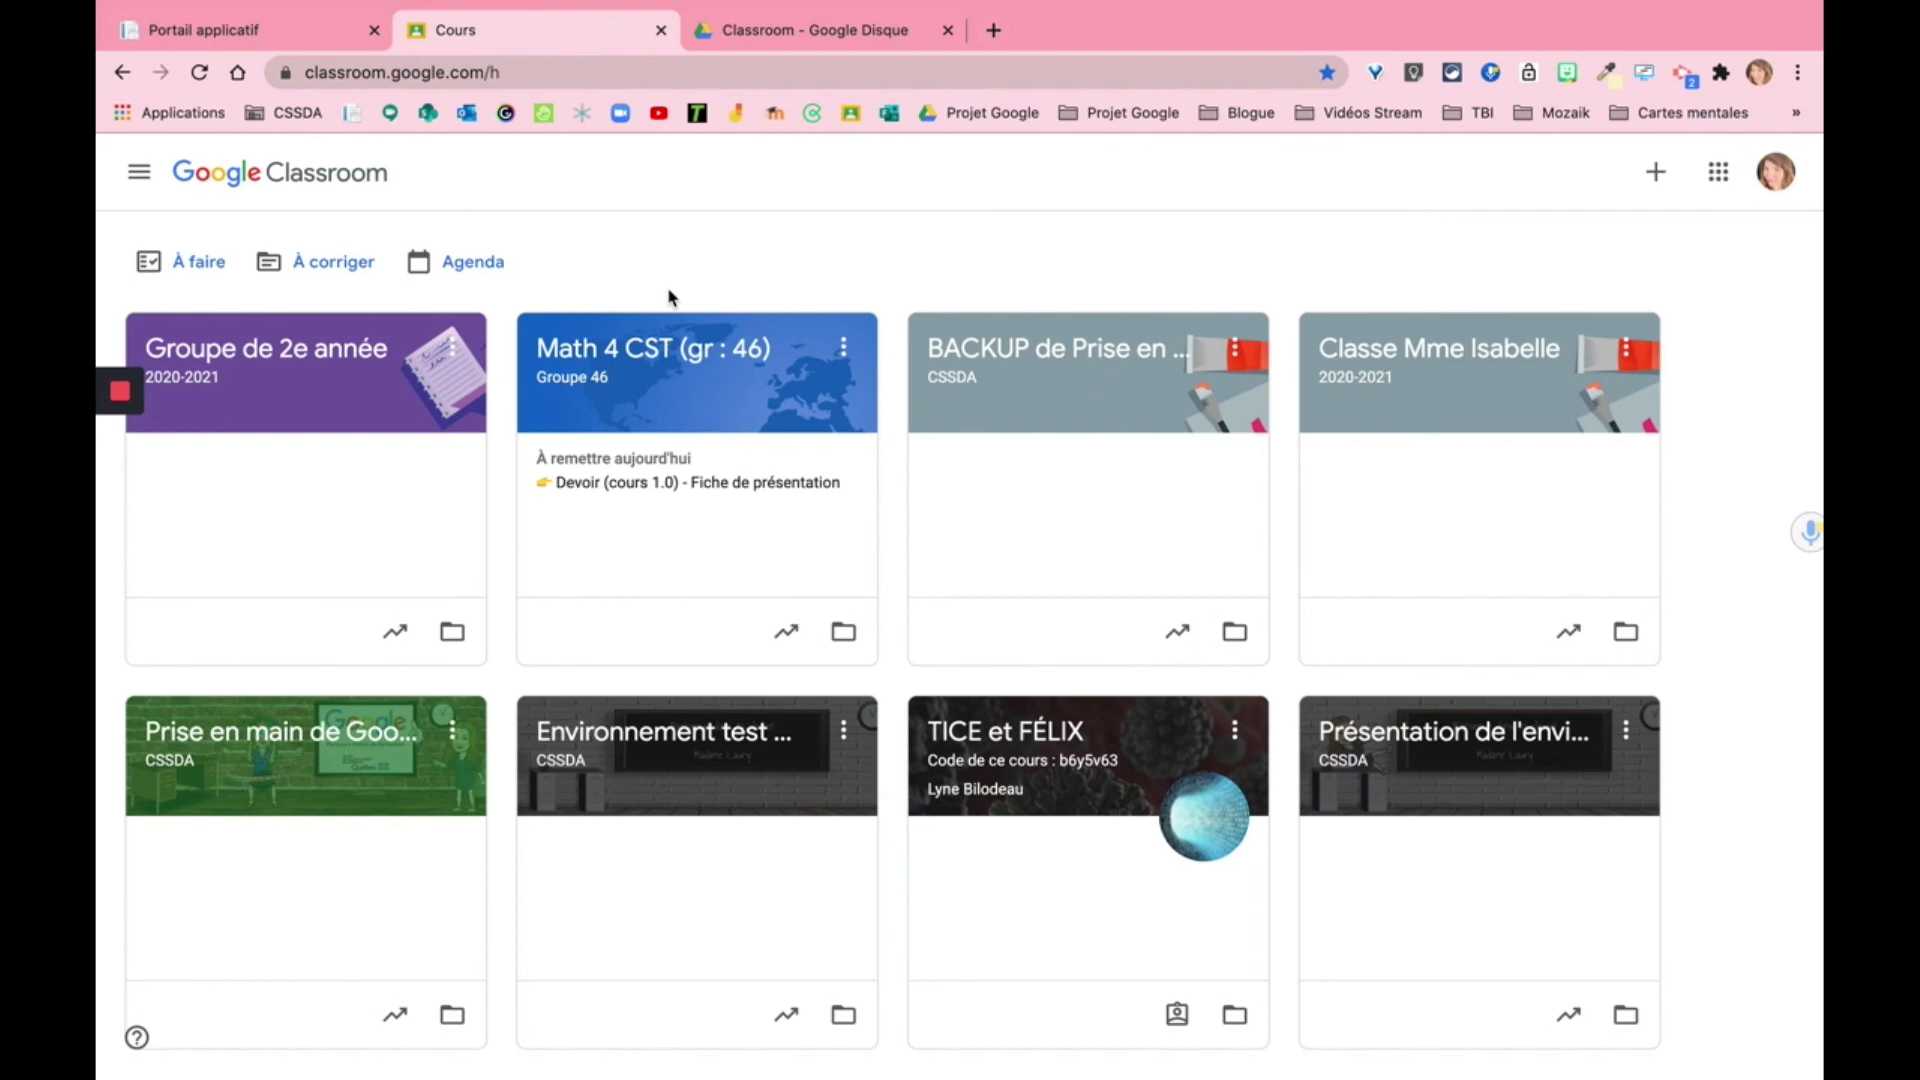 Portail applicatif
Cours
Classroom - Google Disque
classroom.google.com/h
2
Applications
CSSDA
Projet Google
Projet Google
Blogue
Vidéos Stream
TBI
Mozaik
Cartes mentales
»
Google Classroom
À faire
À corriger
Agenda
Groupe de 2e année
2020-2021
Math 4 CST (gr : 46)
Groupe 46
À remettre aujourd'hui
👉 Devoir (cours 1.0) - Fiche de présentation
BACKUP de Prise en ...
CSSDA
Classe Mme Isabelle
2020-2021
Prise en main de Goo...
CSSDA
Environnement test ...
CSSDA
TICE et FÉLIX
Code de ce cours : b6y5v63
Lyne Bilodeau
Présentation de l'envi...
CSSDA